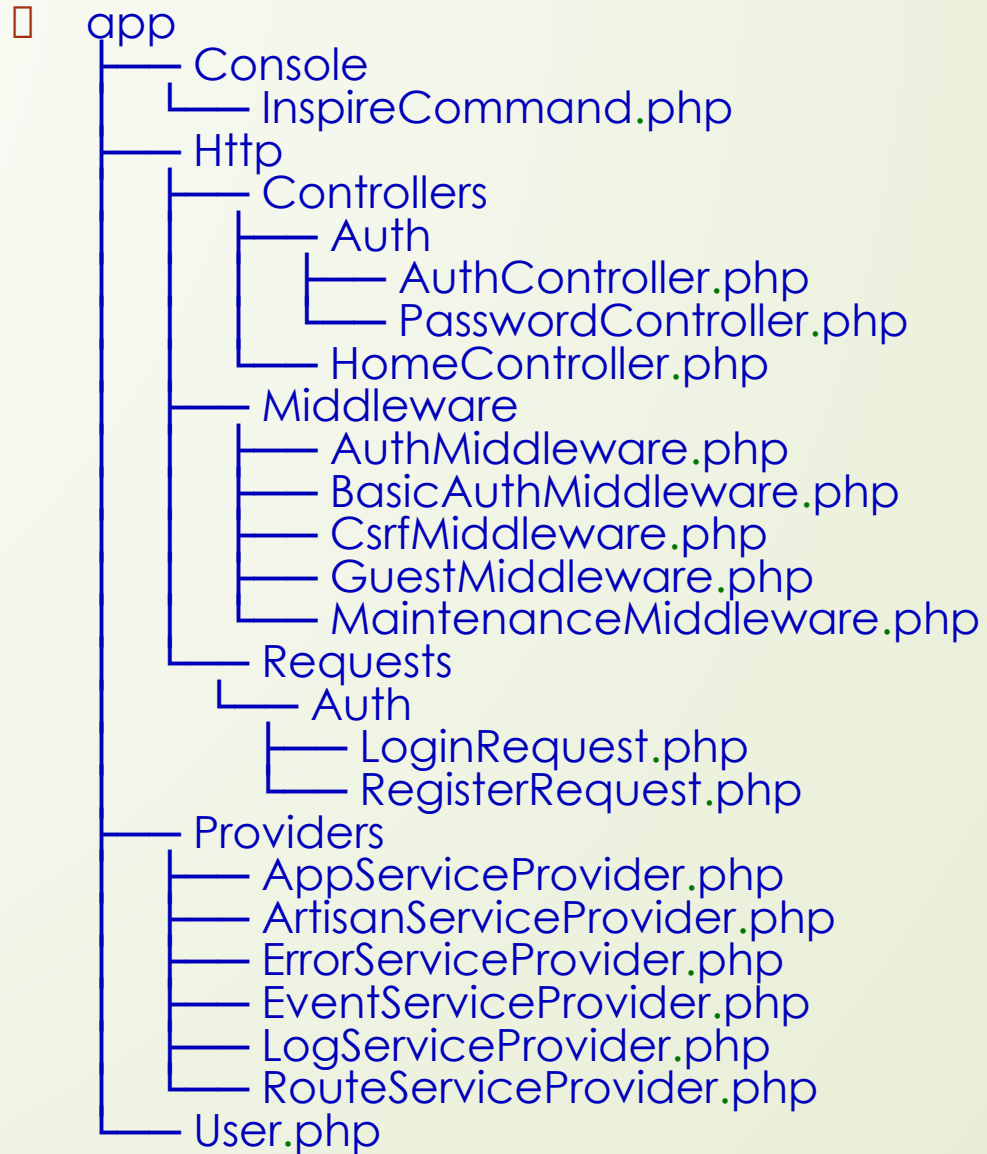 app
├── Console
│   └── InspireCommand.php
├── Http
│   ├── Controllers
│   │   ├── Auth
│   │   │   ├── AuthController.php
│   │   │   └── PasswordController.php
│   │   └── HomeController.php
│   ├── Middleware
│   │   ├── AuthMiddleware.php
│   │   ├── BasicAuthMiddleware.php
│   │   ├── CsrfMiddleware.php
│   │   ├── GuestMiddleware.php
│   │   └── MaintenanceMiddleware.php
│   └── Requests
│       └── Auth
│           ├── LoginRequest.php
│           └── RegisterRequest.php
├── Providers
│   ├── AppServiceProvider.php
│   ├── ArtisanServiceProvider.php
│   ├── ErrorServiceProvider.php
│   ├── EventServiceProvider.php
│   ├── LogServiceProvider.php
│   └── RouteServiceProvider.php
└── User.php